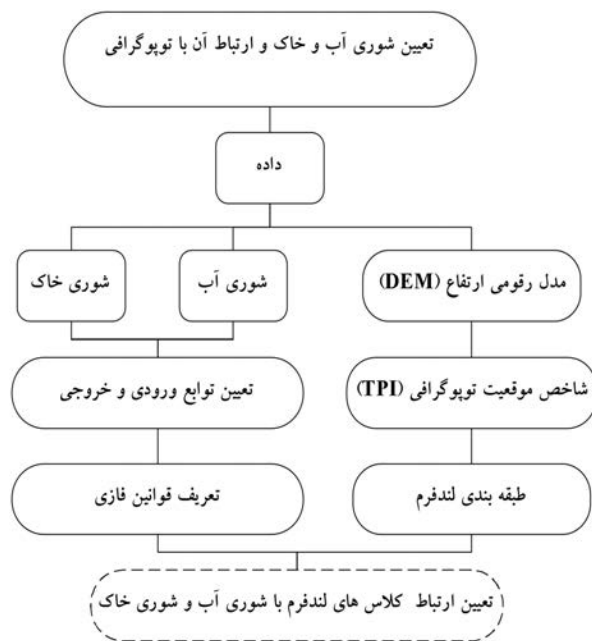 تعیین شوری آب و خاک و ارتباط آن با توپوگرافی
داده
شوری خاک
شوری آب
مدل رقومی ارتفاع (DEM)
تعیین توابع ورودی و خروجی
شاخص موقعیت توپوگرافی (TPI)
تعریف قوانین فازی
طبقه بندی لندفرم
تعیین ارتباط کلاس های لندفرم با شوری آب و شوری خاک